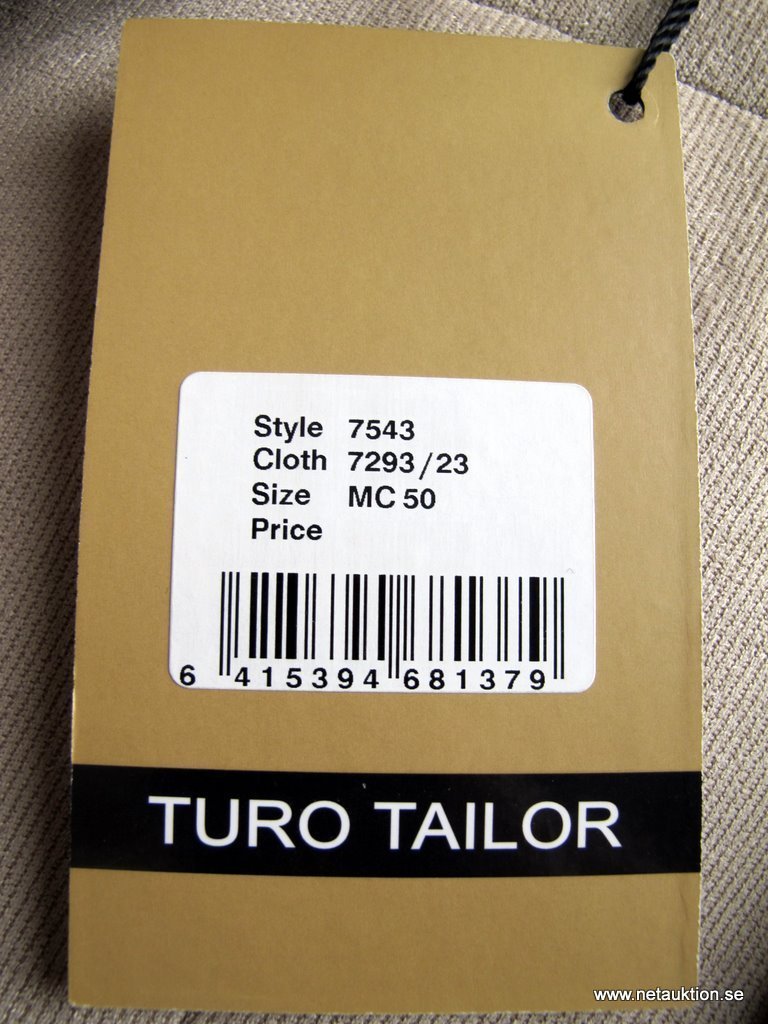 Style 7543
Cloth 7293/23
Size MC 50
Price
6 415394 681379
TURO TAILOR
www.netauktion.se